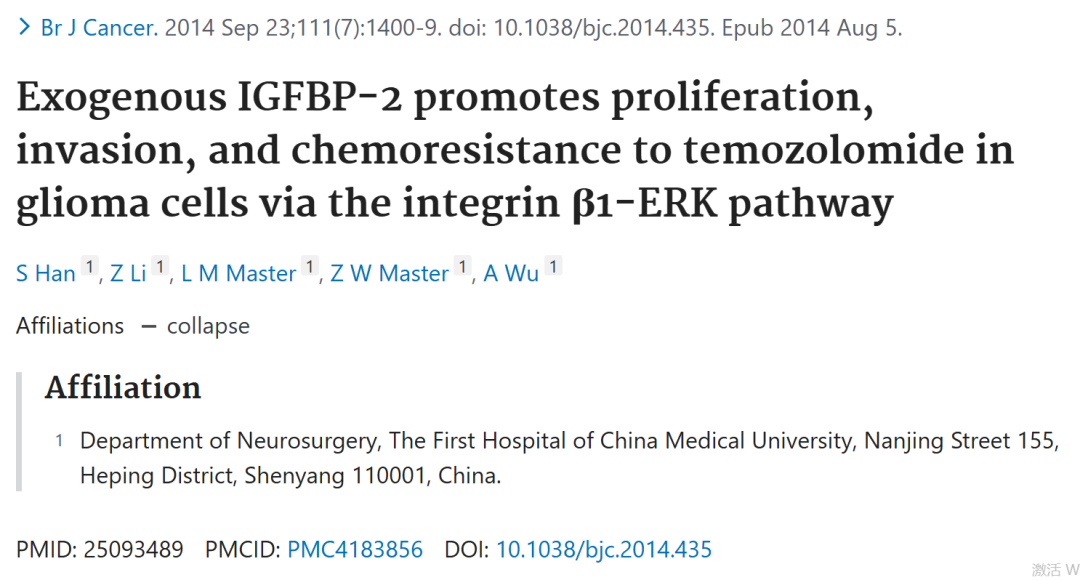 Br J Cancer. 2014 Sep 23;111(7):1400-9. doi: 10.1038/bjc.2014.435. Epub 2014 Aug 5.
Exogenous IGFBP-2 promotes proliferation,
invasion, and chemoresistance to temozolomide in
glioma cells via the integrin β1-ERK pathway
S Han 1, Z Li 1, L M Master 1, Z W Master 1, A Wu 1
Affiliations — collapse
Affiliation
1 Department of Neurosurgery, The First Hospital of China Medical University, Nanjing Street 155,
Heping District, Shenyang 110001, China.
PMID: 25093489 PMCID: PMC4183856 DOI: 10.1038/bjc.2014.435
激活 W